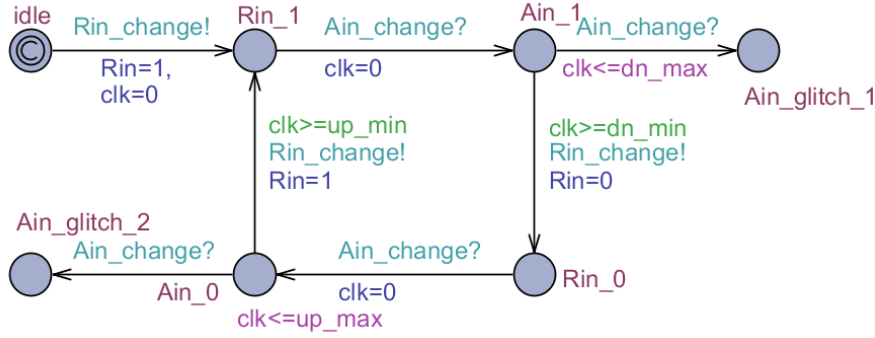 idle
Rin_change!
Rin=1,
clk=0
Rin_1
Ain_change?
clk=0
Ain_1
Ain_change?
clk<=dn_max
Ain_glitch_1
clk>=up_min
Rin_change!
Rin=1
clk>=dn_min
Rin_change!
Rin=0
Ain_glitch_2
Ain_change?
Ain_0
clk<=up_max
Ain_change?
clk=0
Rin_0